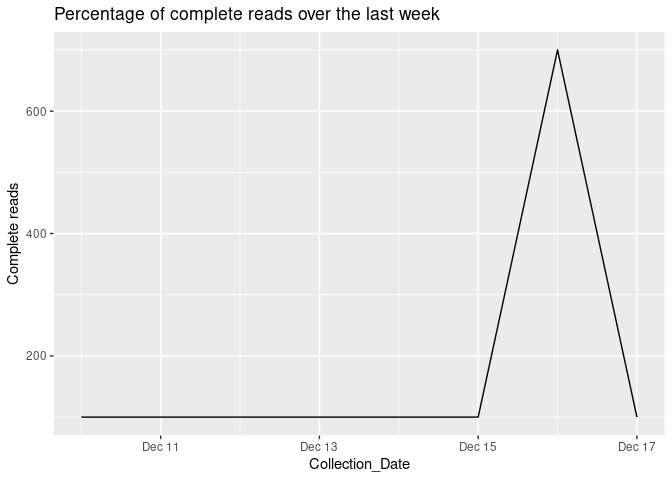 Percentage of complete reads over the last week
600
400
200
Complete reads
Dec 11
Dec 13
Dec 15
Dec 17
Collection_Date